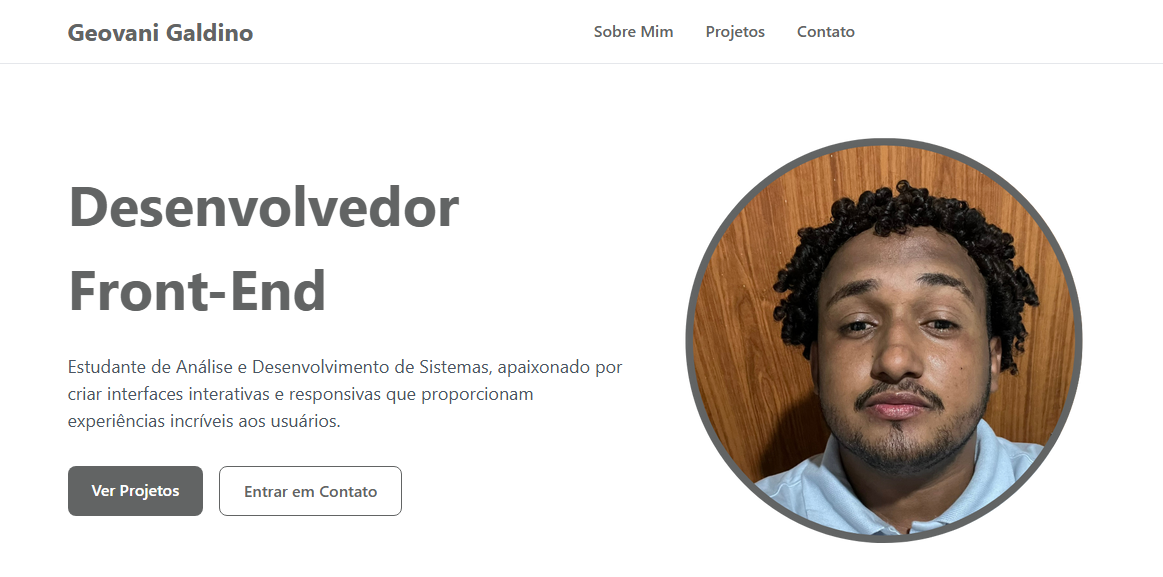 Geovani Galdino
Sobre Mim
Projetos
Contato
Desenvolvedor
Front-End
Estudante de Análise e Desenvolvimento de Sistemas, apaixonado por
criar interfaces interativas e responsivas que proporcionam
experiências incríveis aos usuários.
Ver Projetos
Entrar em Contato